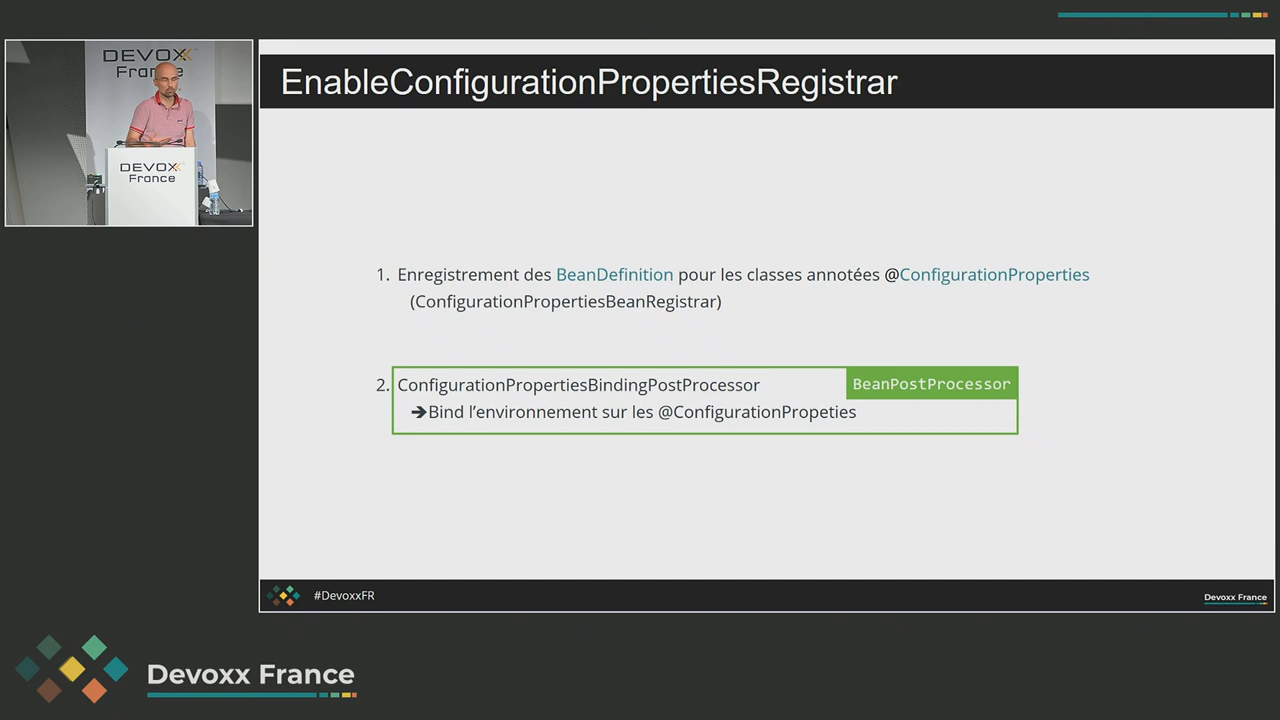 DEVOXX
France
DEVOXX
France
EnableConfigurationPropertiesRegistrar
1. Enregistrement des BeanDefinition pour les classes annotées @ConfigurationProperties
(ConfigurationPropertiesBeanRegistrar)
2. ConfigurationPropertiesBindingPostProcessor
BeanPostProcessor
➔Bind l’environnement sur les @ConfigurationPropeties
#DevoxxFR
Devoxx France
Devoxx France